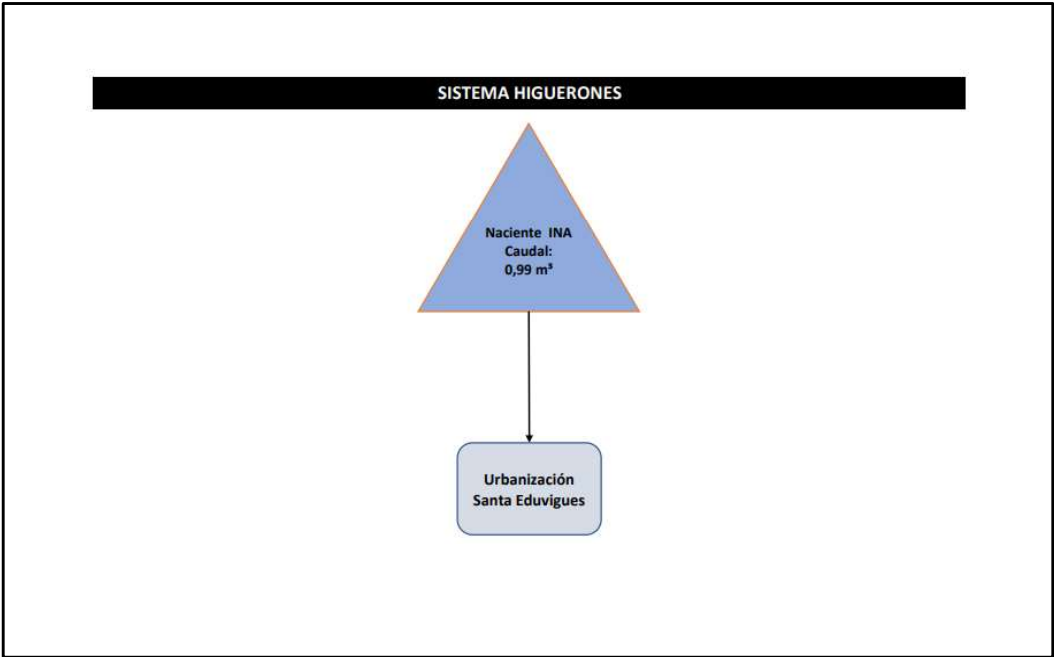 SISTEMA HIGUERONES
Naciente INA
Caudal:
0,99 m³
Urbanización
Santa Eduvigues